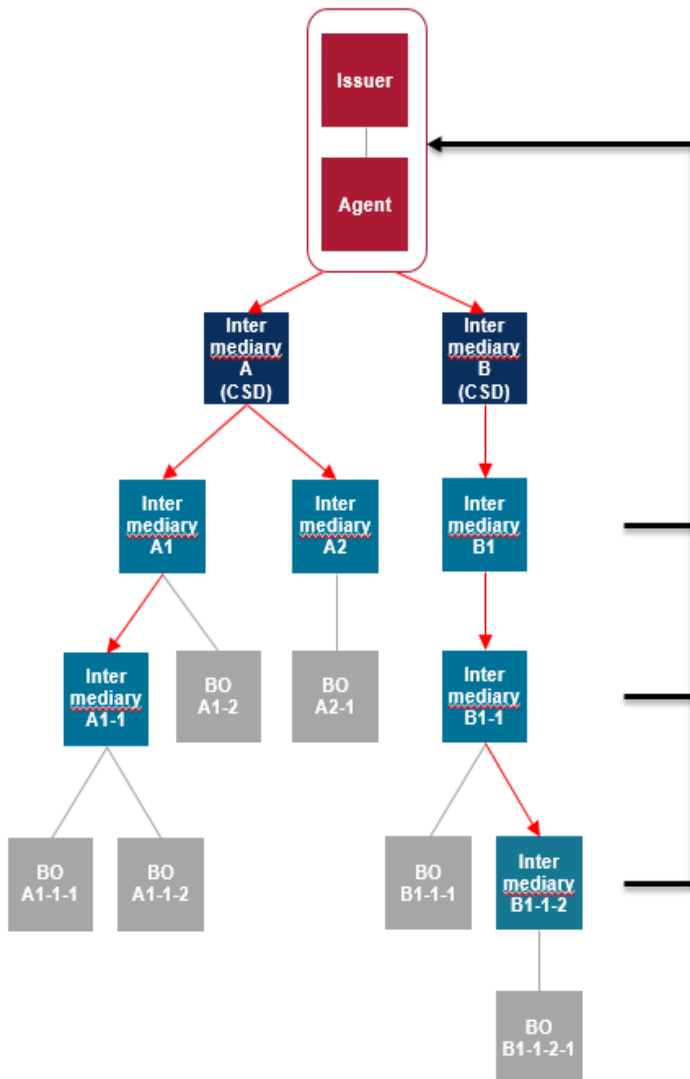 Issuer
Agent
Inter
mediary
A
(CSD)
Inter
mediary
B
(CSD)
Inter
mediary
A1
Inter
mediary
A2
Inter
mediary
B1
Inter
mediary
A1-1
BO
A1-2
BO
A2-1
Inter
mediary
B1-1
BO
A1-1-1
BO
A1-1-2
BO
B1-1-1
Inter
mediary
B1-1-2
BO
B1-1-2-1